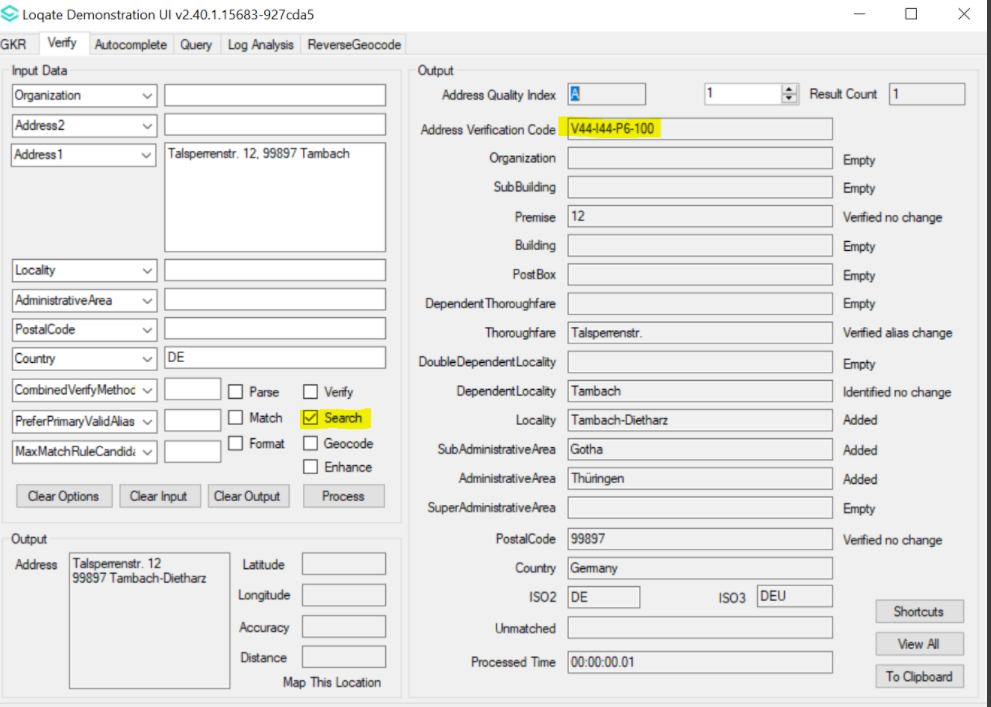 Loqate Demonstration UI v2.40.1.15683-927cda5
GKR Verify Autocomplete Query Log Analysis ReverseGeocode
Input Data
Organization
Address2
Address1 Talsperrenstr. 12, 99897 Tambach
Locality
AdministrativeArea
PostalCode
Country DE
CombinedVerifyMethoc Parse Verify
PreferPrimaryValidAlias Match Search
MaxMatchRuleCandida Format Geocode
Enhance
Clear Options Clear Input Clear Output Process
Output
Address Talsperrenstr. 12
99897 Tambach-Dietharz
Latitude
Longitude
Accuracy
Distance
Map This Location
Output
Address Quality Index A 1 Result Count 1
Address Verification Code V44-I44-P6-100
Organization Empty
SubBuilding Empty
Premise 12 Verified no change
Building Empty
PostBox Empty
DependentThoroughfare Empty
Thoroughfare Talsperrenstr. Verified alias change
DoubleDependentLocality Empty
DependentLocality Tambach Identified no change
Locality Tambach-Dietharz Added
SubAdministrativeArea Gotha Added
AdministrativeArea Thüringen Added
SuperAdministrativeArea Empty
PostalCode 99897 Verified no change
Country Germany
ISO2 DE ISO3 DEU
Unmatched
Processed Time 00:00:00.01
Shortcuts
View All
To Clipboard